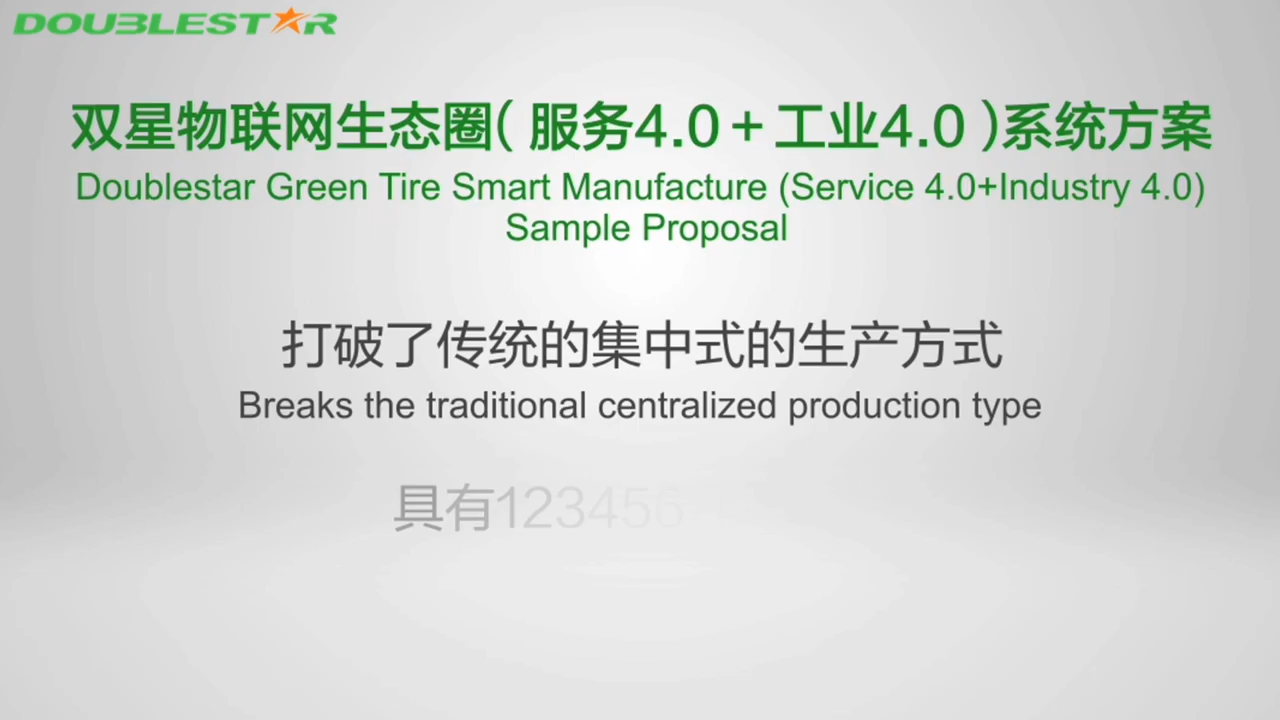 DOUBLESTAR
双星物联网生态圈（服务4.0+工业4.0）系统方案
Doublestar Green Tire Smart Manufacture (Service 4.0+Industry 4.0)
Sample Proposal
打破了传统的集中式的生产方式
Breaks the traditional centralized production type
具有123456